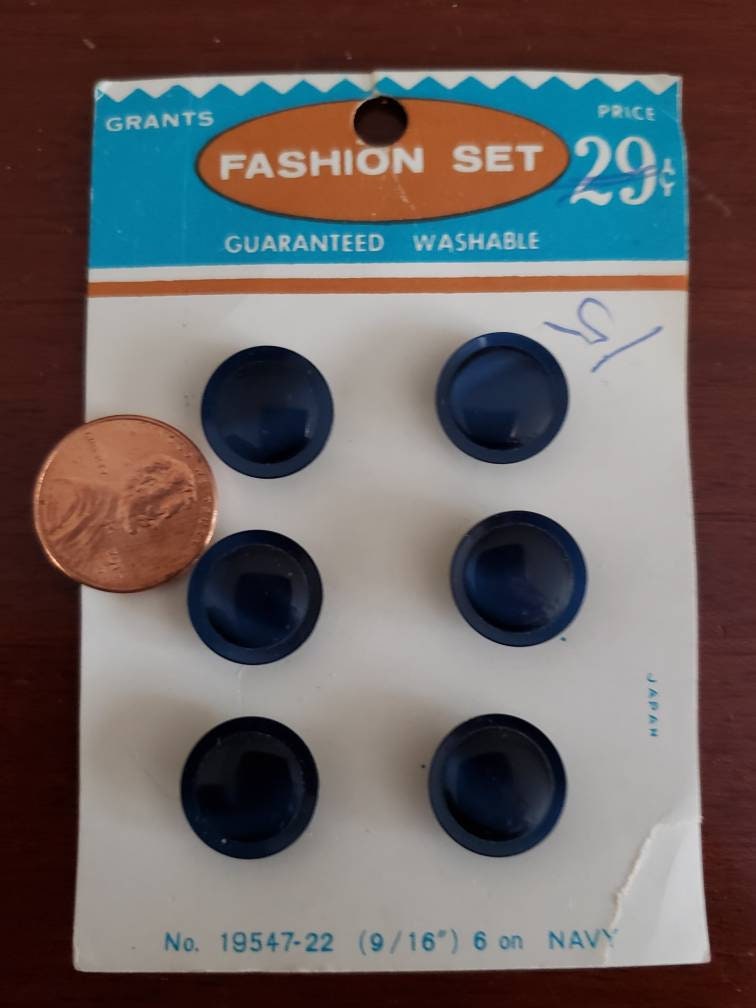 GRANTS
PRICE
FASHION SET
29¢
GUARANTEED WASHABLE
JAPAN
No. 19547-22 (9/16") 6 on NAVY